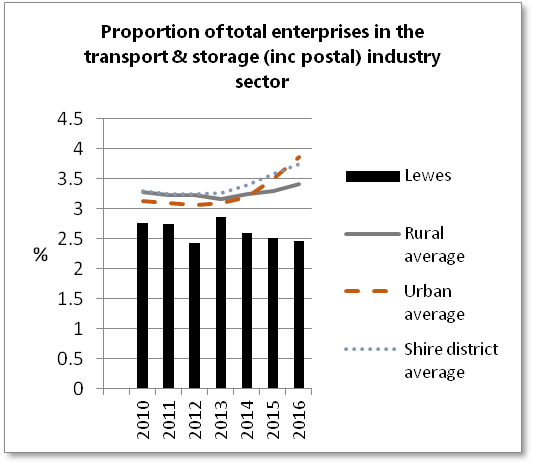 Proportion of total enterprises in the
transport & storage (inc postal) industry
sector
4.5
4
3.5
3
2.5
2
1.5
1
0.5
0
%
2010
2011
2012
2013
2014
2015
2016
Lewes
Rural
average
Urban
average
Shire district
average